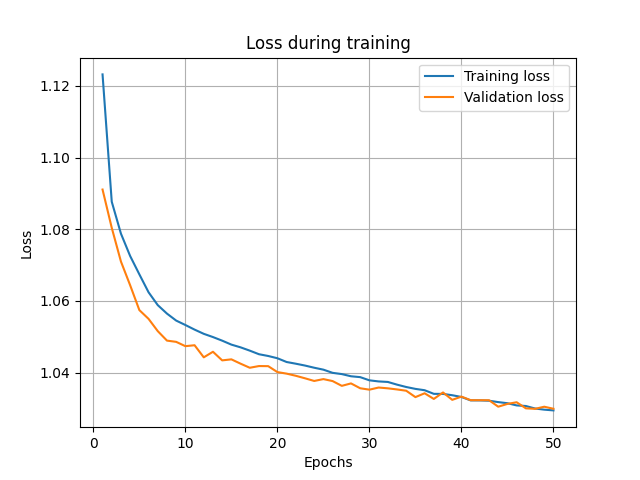 Loss during training
Training loss
Validation loss
1.12
1.10
1.08
1.06
1.04
Loss
0 10 20 30 40 50
Epochs